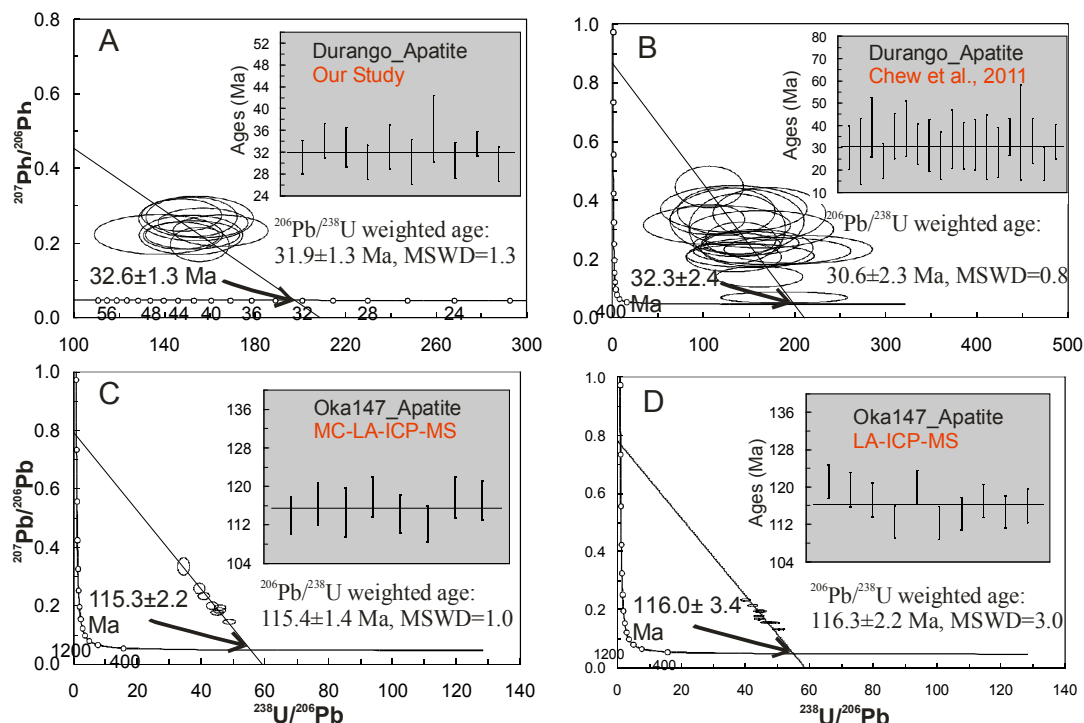 A
0.8
0.6
0.4
0.2
0.0
²⁰⁷Pb/²⁰⁶Pb
Durango_Apatite
Our Study
Ages (Ma)
52
48
44
40
36
32
28
24
²⁰⁶Pb/²³⁸U weighted age:
31.9±1.3 Ma, MSWD=1.3
32.6±1.3 Ma
56 48 44 40 36 32 28 24
100 140 180 220 260 300
B
1.0
0.8
0.6
0.4
0.2
0.0
Durango_Apatite
Chew et al., 2011
Ages (Ma)
80
70
60
50
40
30
20
10
²⁰⁶Pb/²³⁸U weighted age:
30.6±2.3 Ma, MSWD=0.8
32.3±2.4
Ma
400
0 100 200 300 400 500
C
1.0
0.8
0.6
0.4
0.2
0.0
²⁰⁷Pb/²⁰⁶Pb
Oka147_Apatite
MC-LA-ICP-MS
136
128
120
112
104
²⁰⁶Pb/²³⁸U weighted age:
115.4±1.4 Ma, MSWD=1.0
115.3±2.2
Ma
1200
400
0 20 40 60 80 100 120 140
²³⁸U/²⁰⁶Pb
D
1.0
0.8
0.6
0.4
0.2
0.0
Oka147_Apatite
LA-ICP-MS
Ages (Ma)
136
128
120
112
104
²⁰⁶Pb/²³⁸U weighted age:
116.3±2.2 Ma, MSWD=3.0
116.0± 3.4
Ma
1200
400
0 20 40 60 80 100 120 140
²³⁸U/²⁰⁶Pb